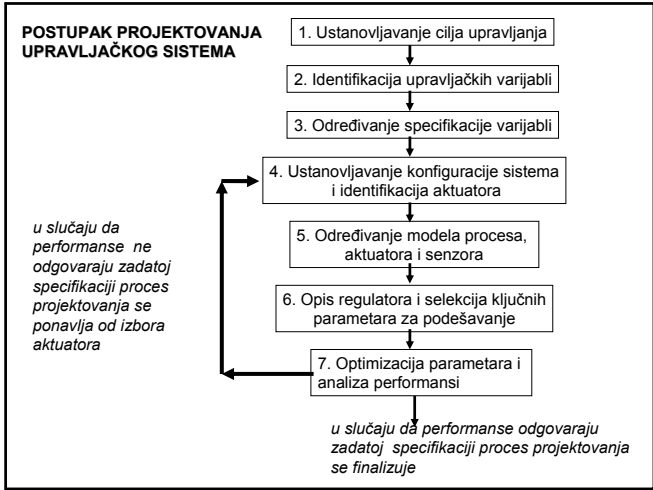 POSTUPAK PROJEKTOVANJA
UPRAVLJAČKOG SISTEMA
1. Ustanovljavanje cilja upravljanja
2. Identifikacija upravljačkih varijabli
3. Određivanje specifikacije varijabli
4. Ustanovljavanje konfiguracije sistema
i identifikacija aktuatora
5. Određivanje modela procesa,
aktuatora i senzora
6. Opis regulatora i selekcija ključnih
parametara za podešavanje
7. Optimizacija parametara i
analiza performansi
u slučaju da
performanse ne
odgovaraju zadatoj
specifikaciji proces
projektovanja se
ponavlja od izbora
aktuatora
u slučaju da performanse odgovaraju
zadatoj specifikaciji proces projektovanja
se finalizuje